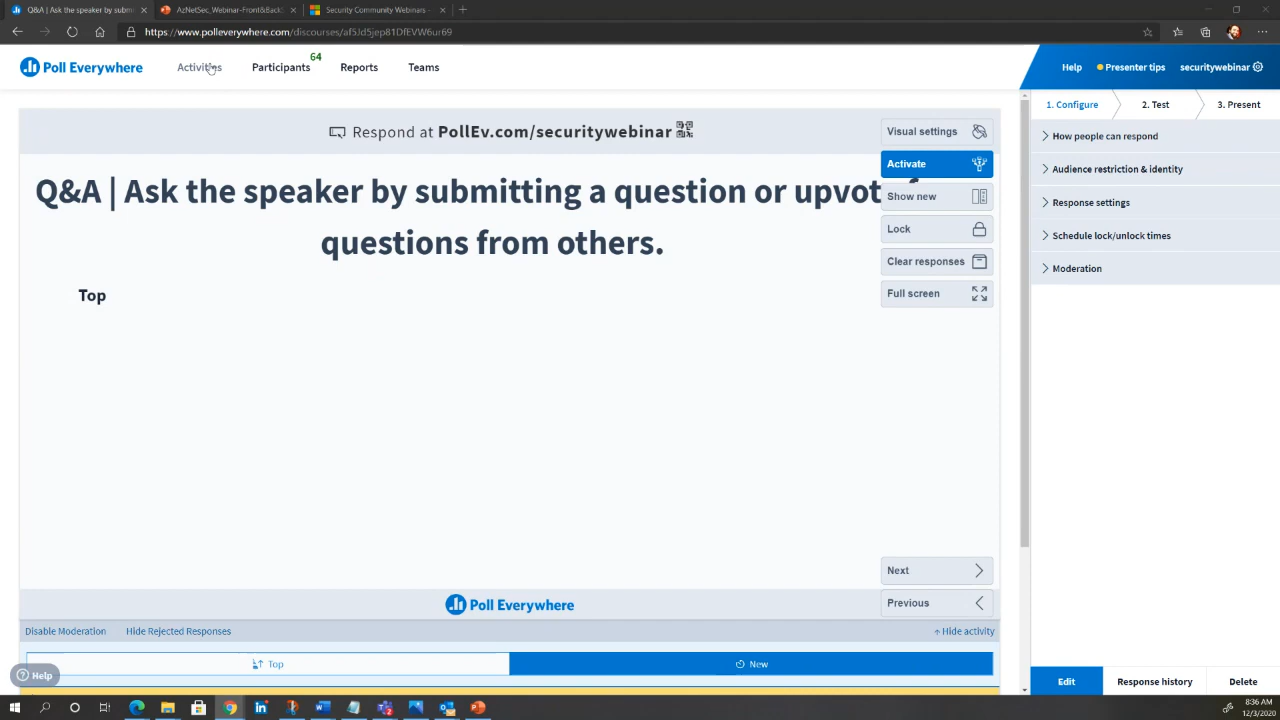 Q&A | Ask the speaker by subm
AzNetSec_Webinar-Front&Back
Security Community Webinars -
https://www.polleverywhere.com/discourses/af5Jd5jep81DfEVW6ur69
Poll Everywhere
Activities
Participants
64
Reports
Teams
Help
Presenter tips
securitywebinar
Respond at PollEv.com/securitywebinar
Q&A | Ask the speaker by submitting a question or upvot
questions from others.
Top
Visual settings
Activate
Show new
Lock
Clear responses
Full screen
Next
Previous
Poll Everywhere
Disable Moderation
Hide Rejected Responses
Hide activity
Top
New
Help
1. Configure
2. Test
3. Present
How people can respond
Audience restriction & identity
Response settings
Schedule lock/unlock times
Moderation
Edit
Response history
Delete
8:36 AM
12/3/2020